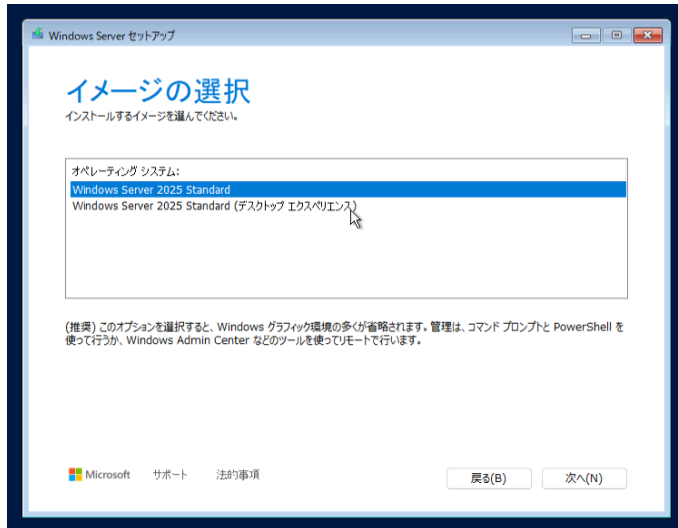 Windows Server セットアップ
イメージの選択
インストールするイメージを選んでください。
オペレーティング システム:
Windows Server 2025 Standard
Windows Server 2025 Standard (デスクトップ エクスペリエンス)
(推奨) このオプションを選択すると、Windows グラフィック環境の多くが省略されます。管理は、コマンド プロンプトと PowerShell を
使って行うか、Windows Admin Center などのツールを使ってリモートで行います。
Microsoft サポート 法的事項
戻る(B) 次へ(N)